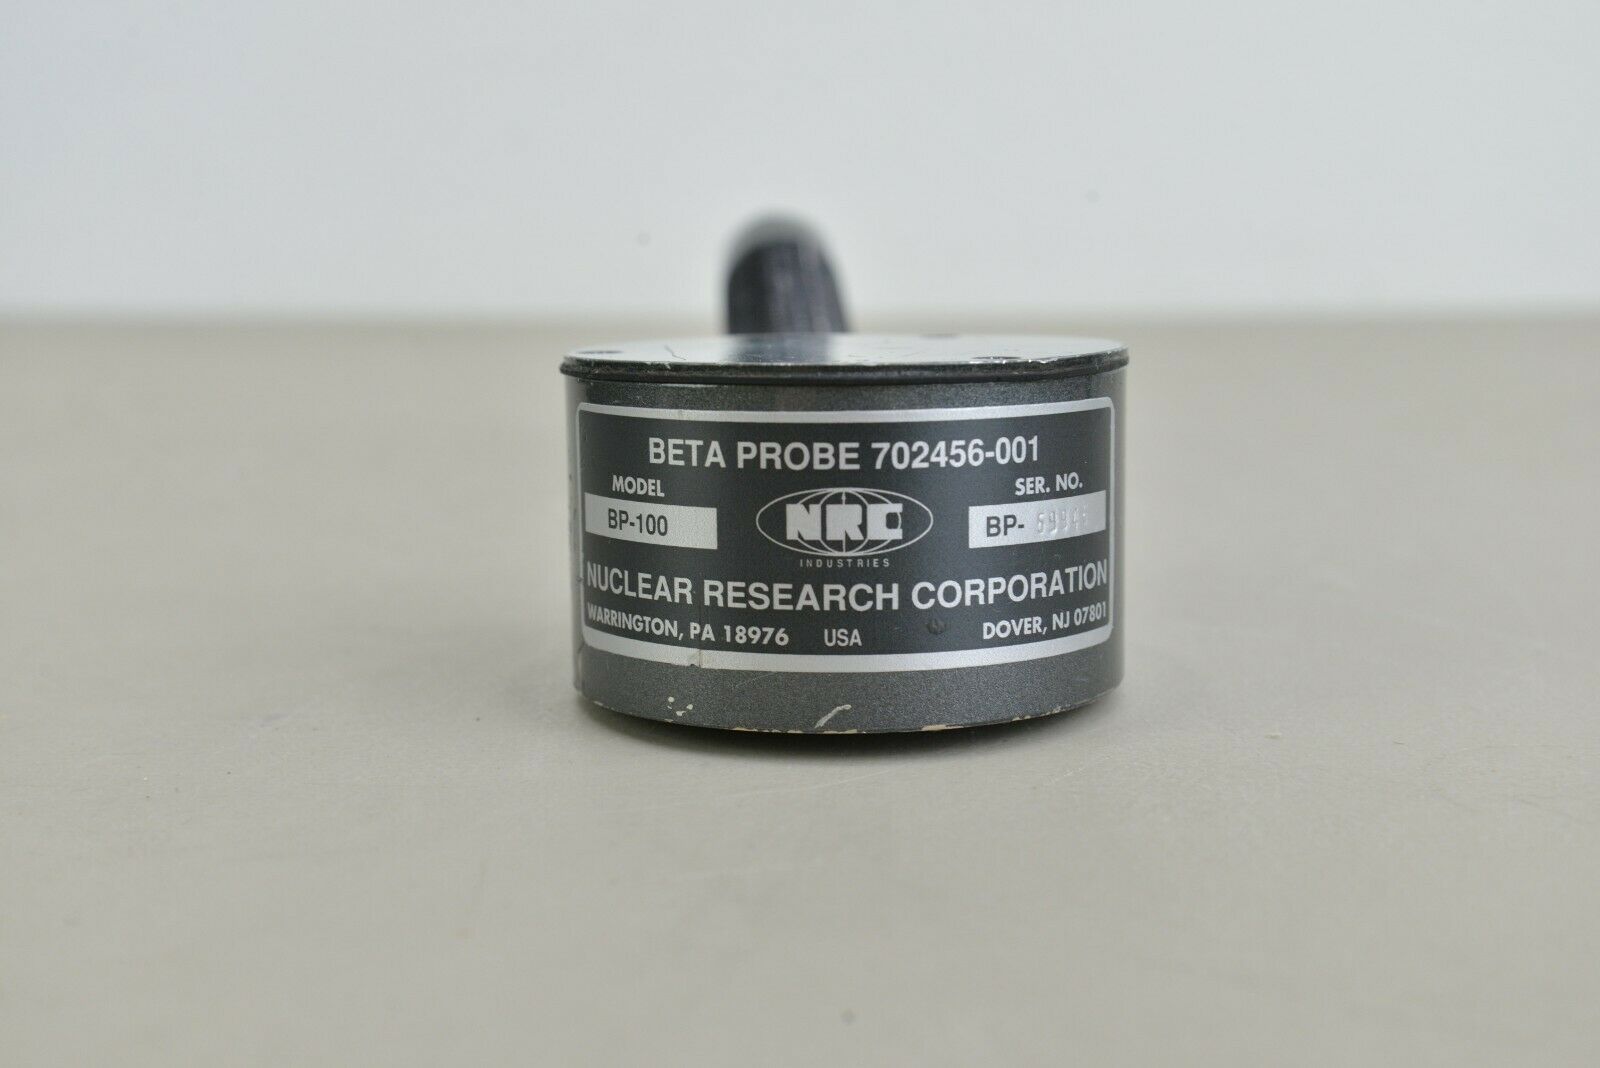 BETA PROBE 702456-001
MODEL SER. NO.
BP-100 BP-
NRC
INDUSTRIES
NUCLEAR RESEARCH CORPORATION
WARRINGTON, PA 18976 USA DOVER, NJ 07801